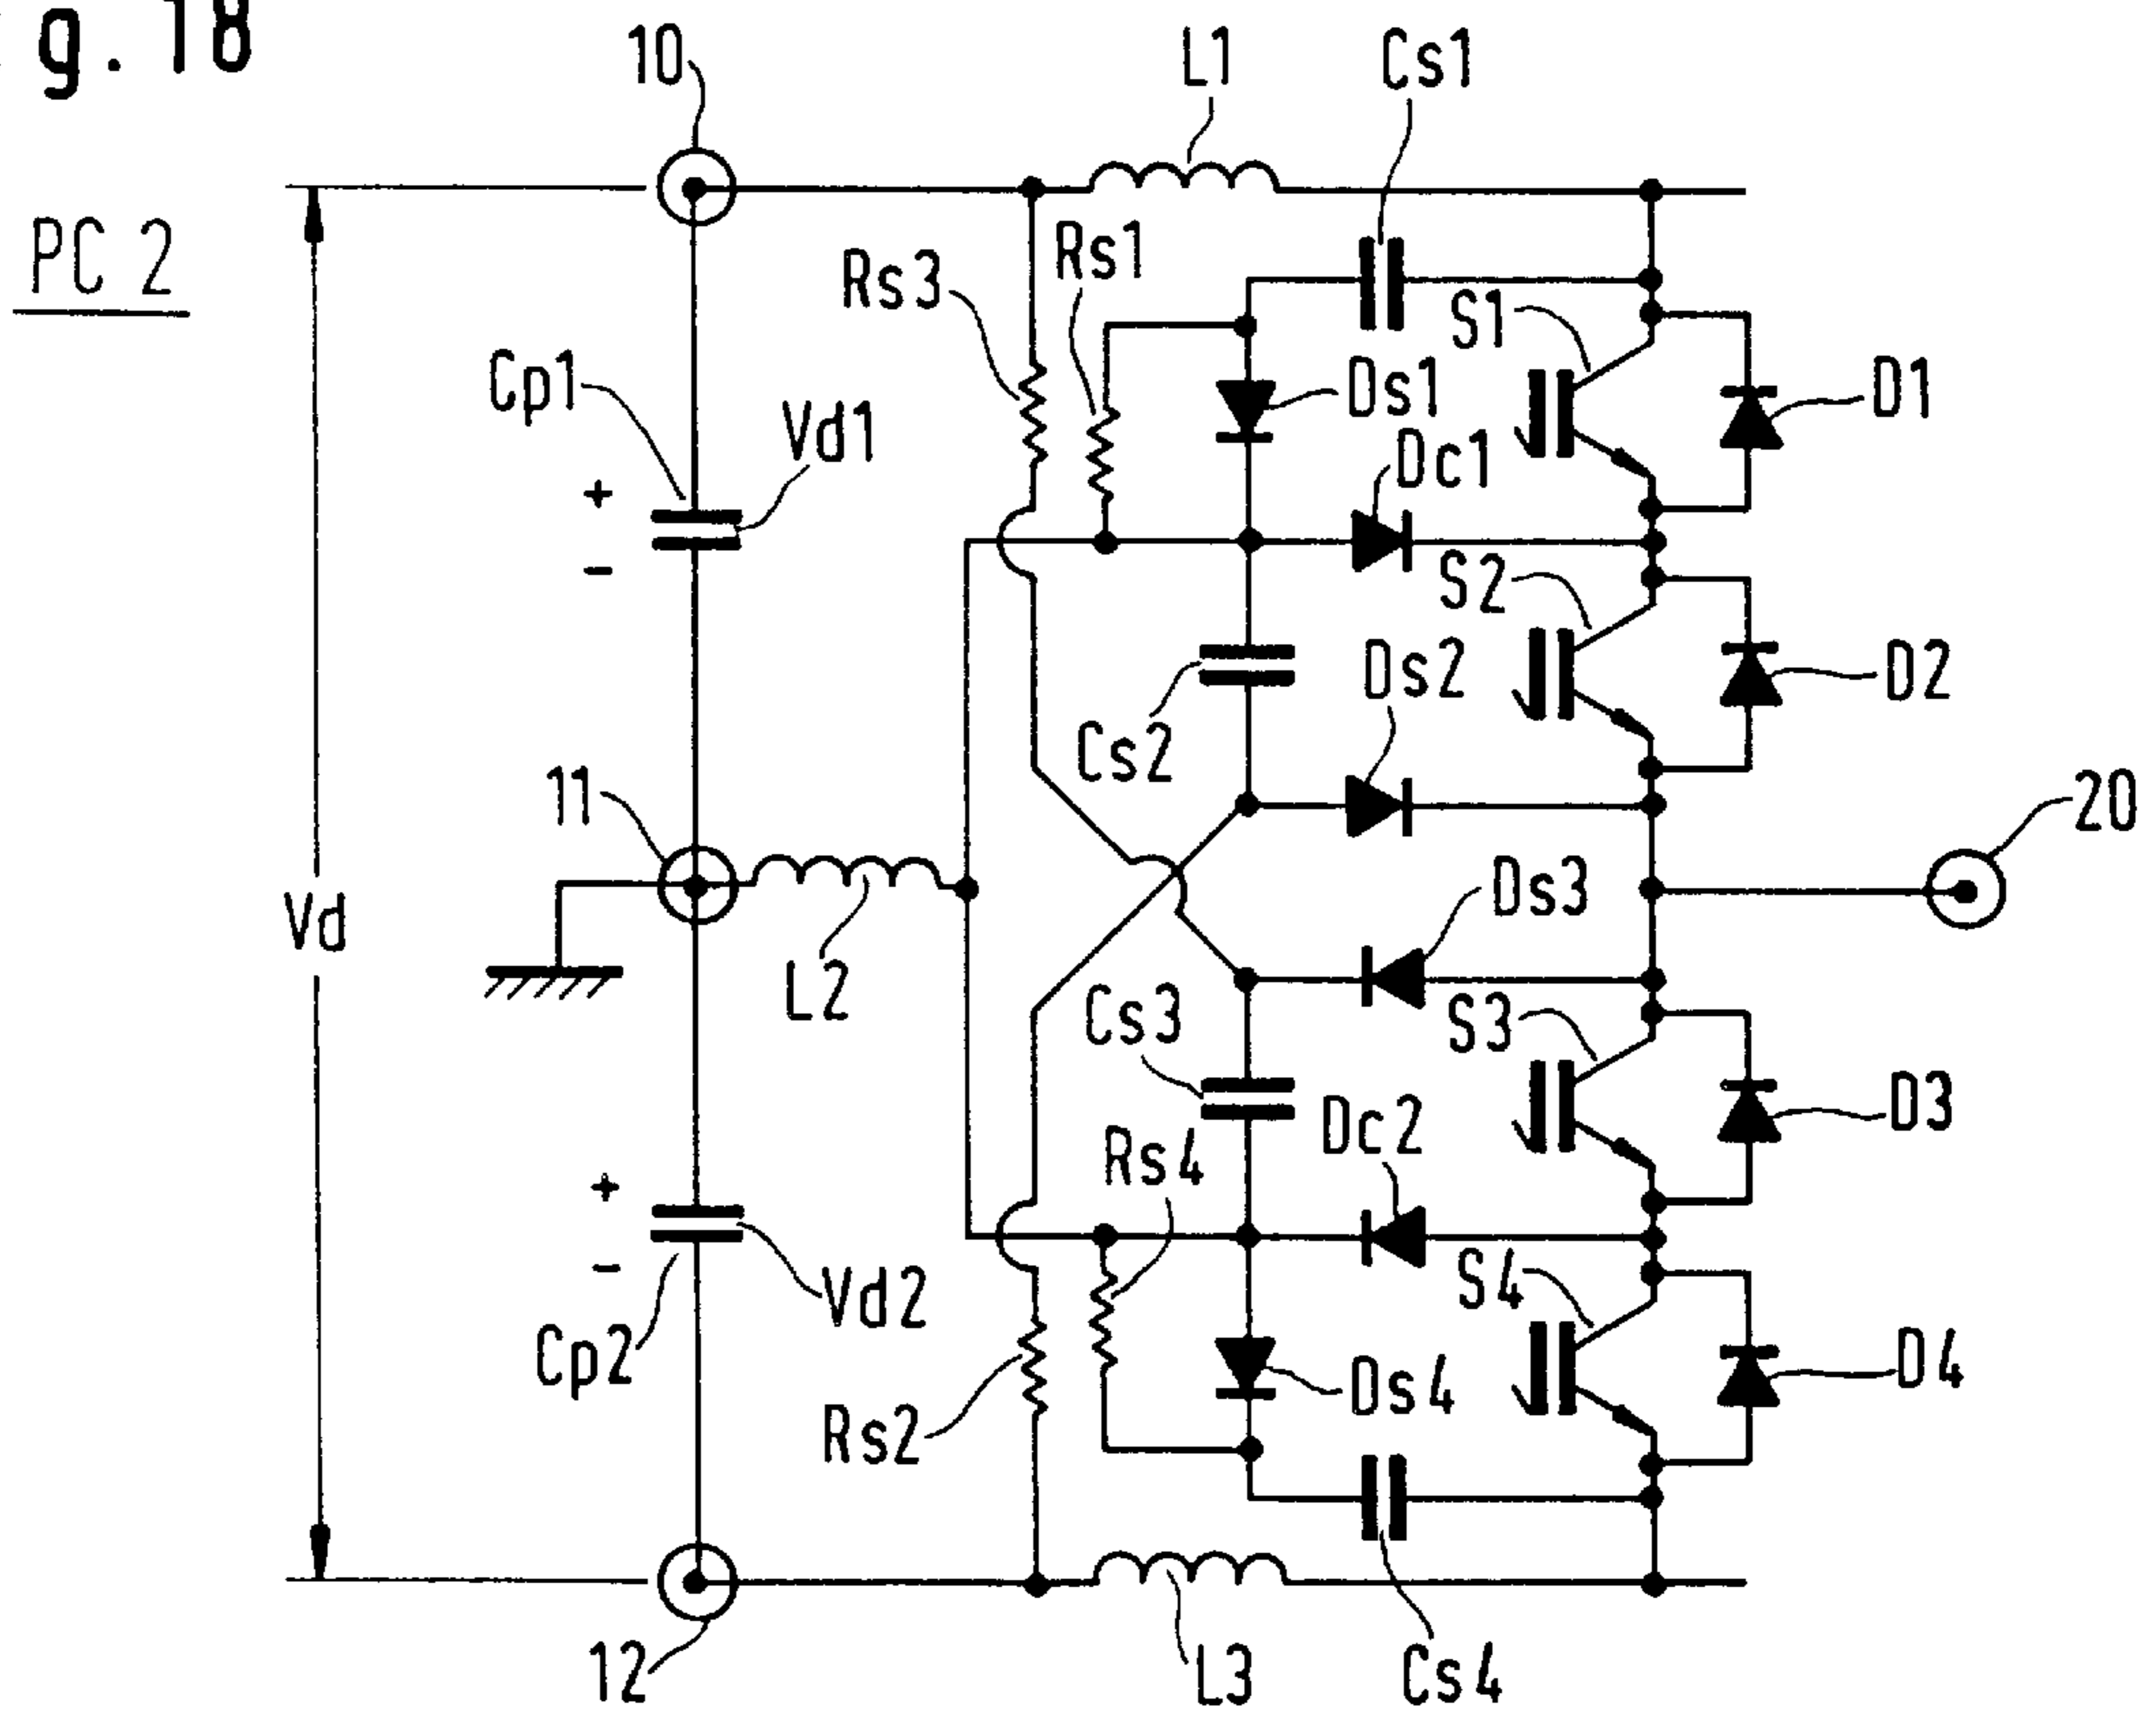 g.18
10
L1
Cs1
PC 2
Rs3
Rs1
S1
Cp1
Vd1
Ds1
D1
Dc1
+
S2
-
Ds2
D2
Cs2
11
20
Ds3
Vd
L2
Cs3
S3
Dc2
D3
Rs4
+
S4
-
Vd2
Cp2
Ds4
D4
Rs2
12
L3
Cs4